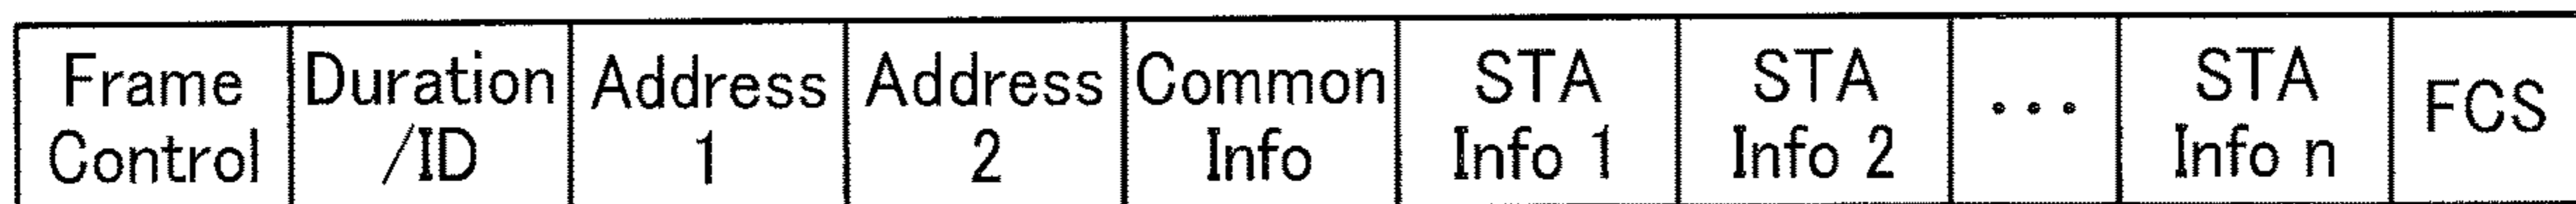 Frame
Control
Duration
/ID
Address
1
Address
2
Common
Info
STA
Info 1
STA
Info 2
...
STA
Info n
FCS